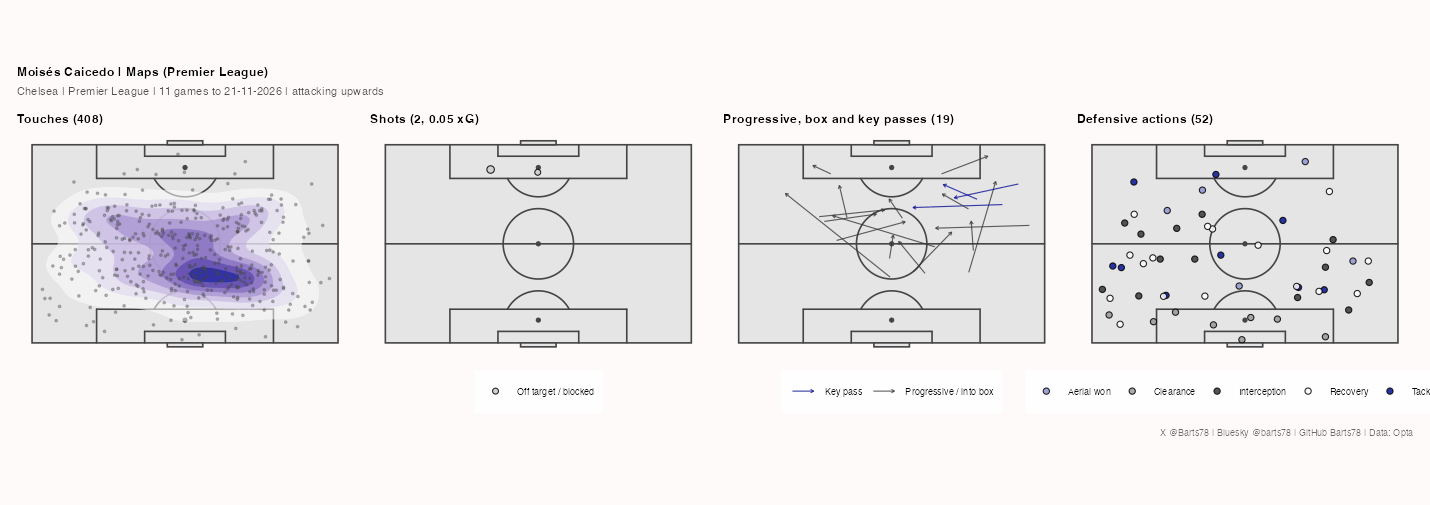 Moisés Caicedo | Maps (Premier League)
Chelsea | Premier League | 11 games to 21-11-2026 | attacking upwards
Touches (408)
Shots (2, 0.05 xG)
Progressive, box and key passes (19)
Defensive actions (52)
Off target / blocked
Key pass
Progressive / into box
Aerial won
Clearance
Interception
Recovery
Tack
X @Barts78 | Bluesky @barts78 | GitHub Barts78 | Data: Opta